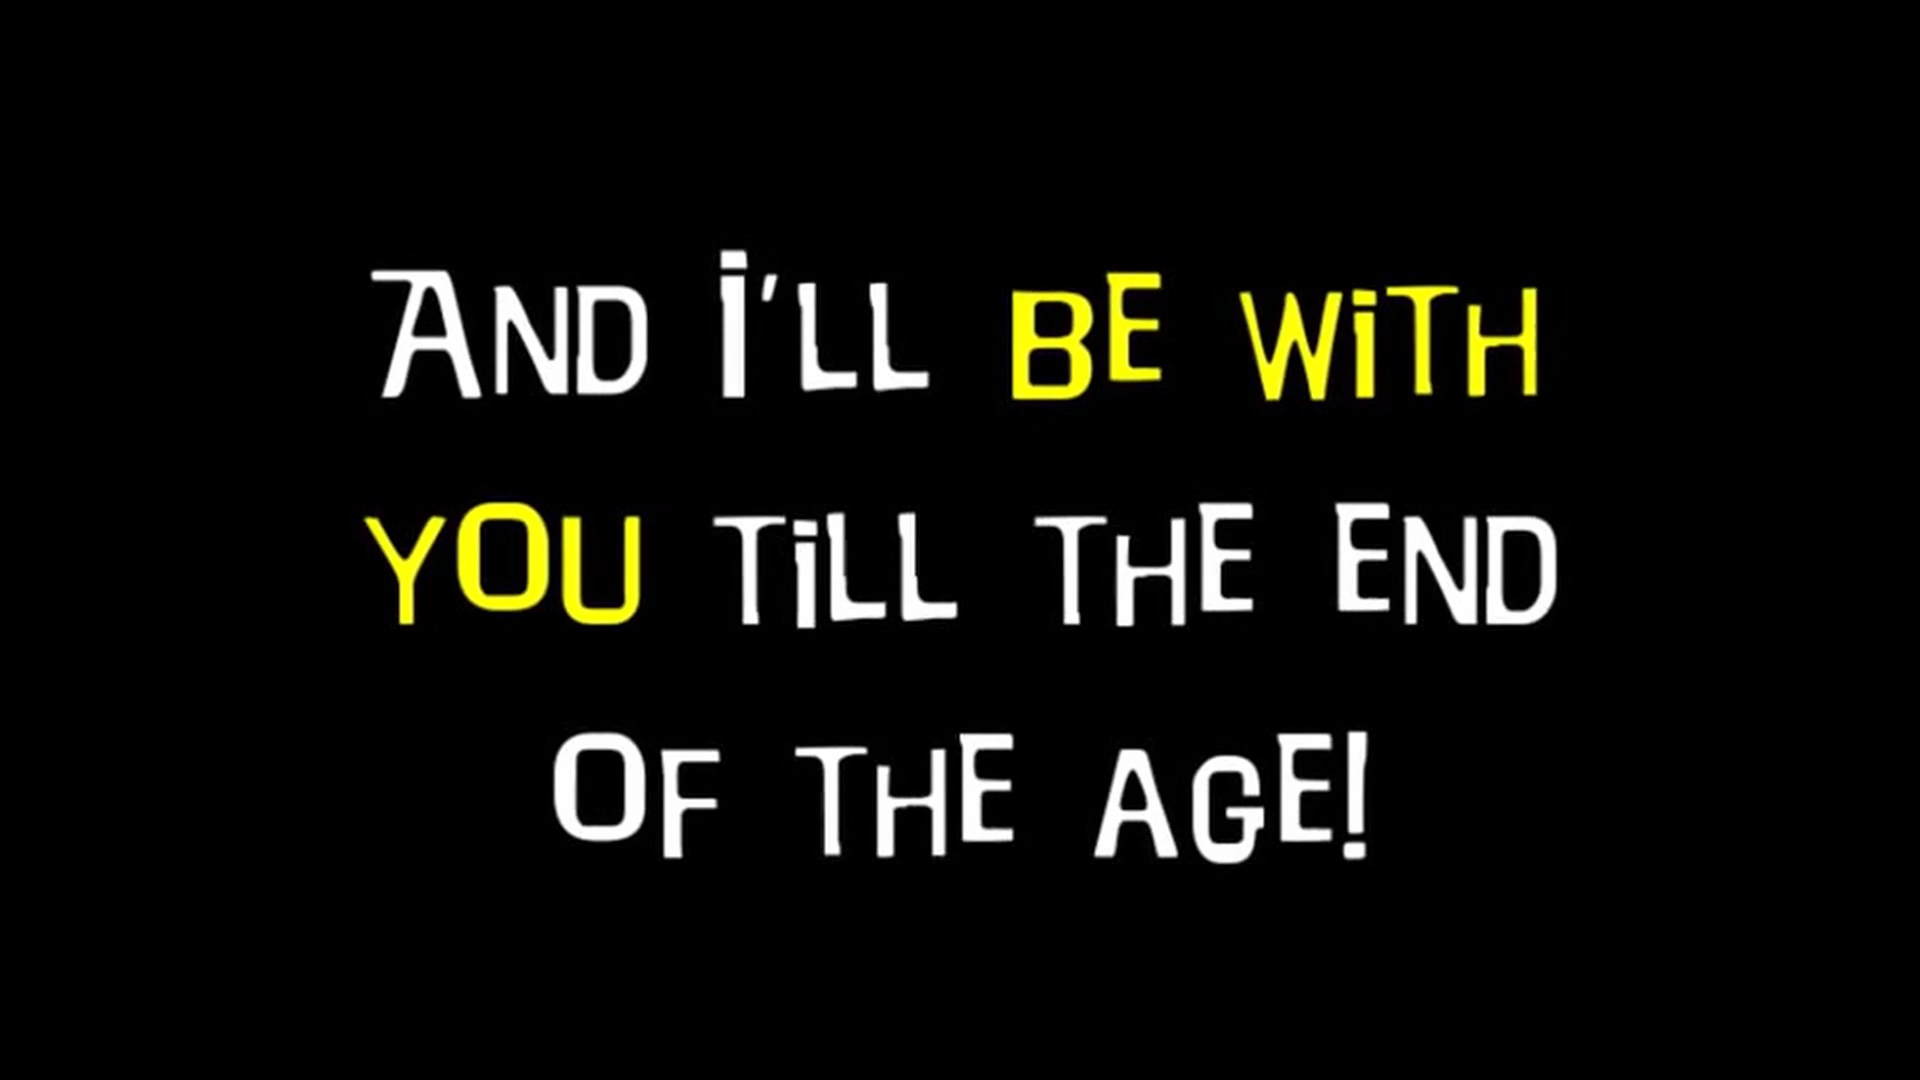 AND I'LL BE WITH
YOU TILL THE END
OF THE AGE!